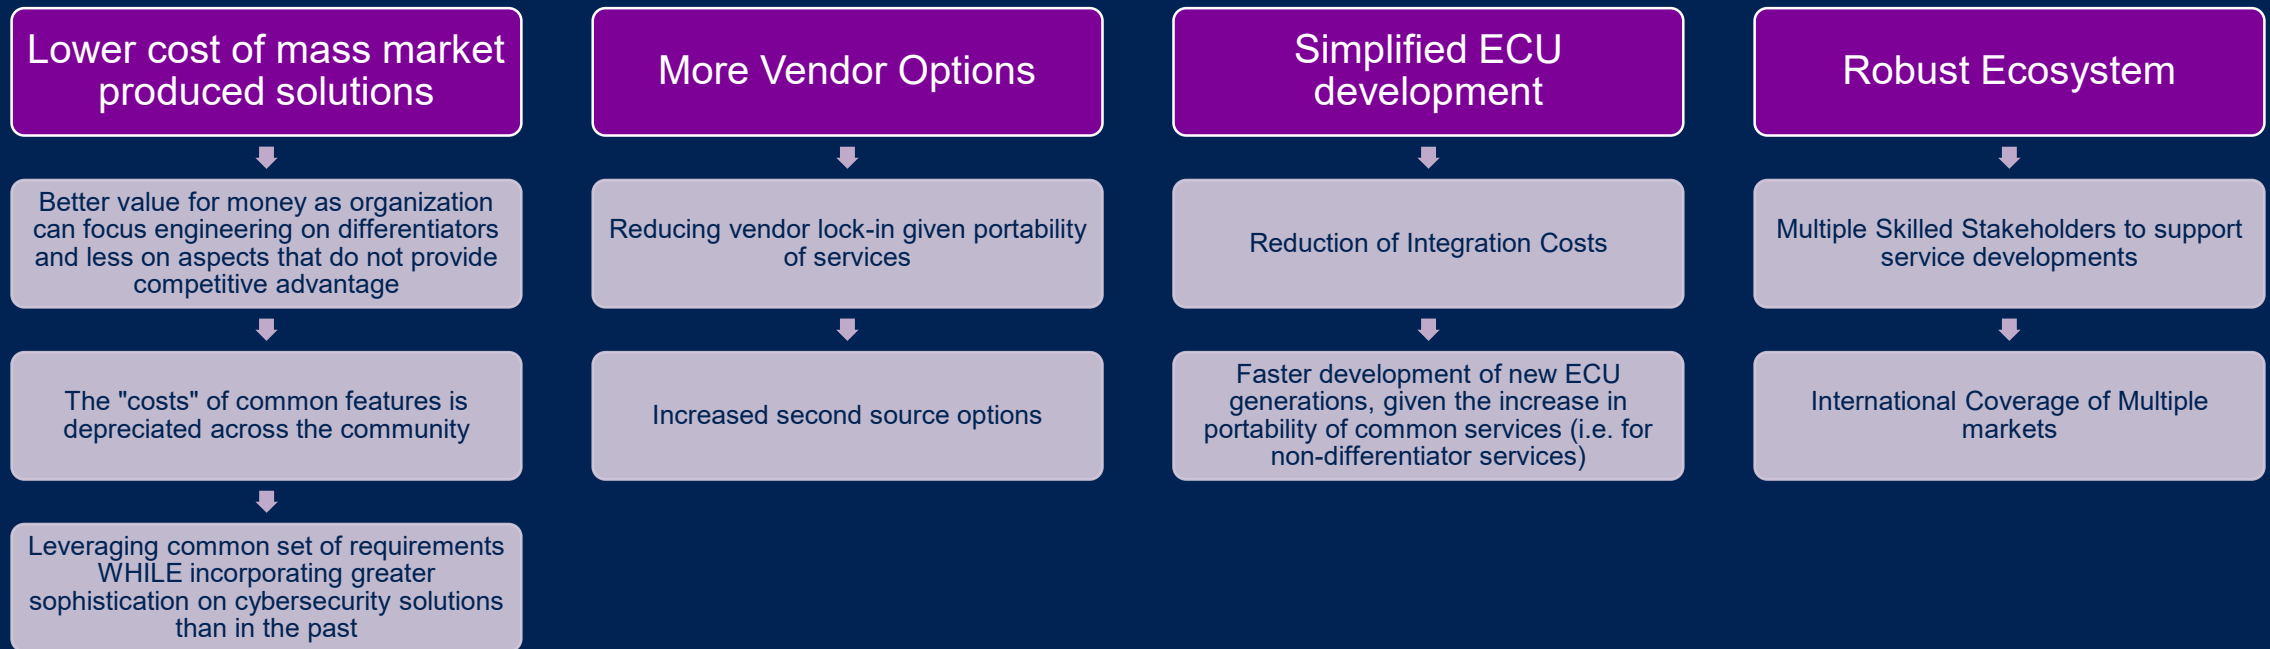 Lower cost of mass market
produced solutions
Better value for money as organization
can focus engineering on differentiators
and less on aspects that do not provide
competitive advantage
The "costs" of common features is
depreciated across the community
Leveraging common set of requirements
WHILE incorporating greater
sophistication on cybersecurity solutions
than in the past
More Vendor Options
Reducing vendor lock-in given portability
of services
Increased second source options
Simplified ECU
development
Reduction of Integration Costs
Faster development of new ECU
generations, given the increase in
portability of common services (i.e. for
non-differentiator services)
Robust Ecosystem
Multiple Skilled Stakeholders to support
service developments
International Coverage of Multiple
markets